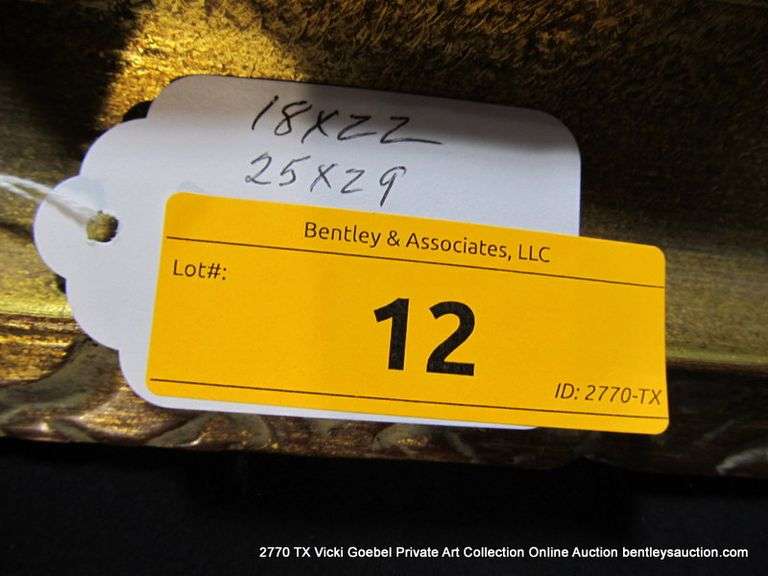 18x22
25x29
Bentley & Associates, LLC
Lot#:
12
ID: 2770-TX
2770 TX Vicki Goebel Private Art Collection Online Auction bentleysauction.com